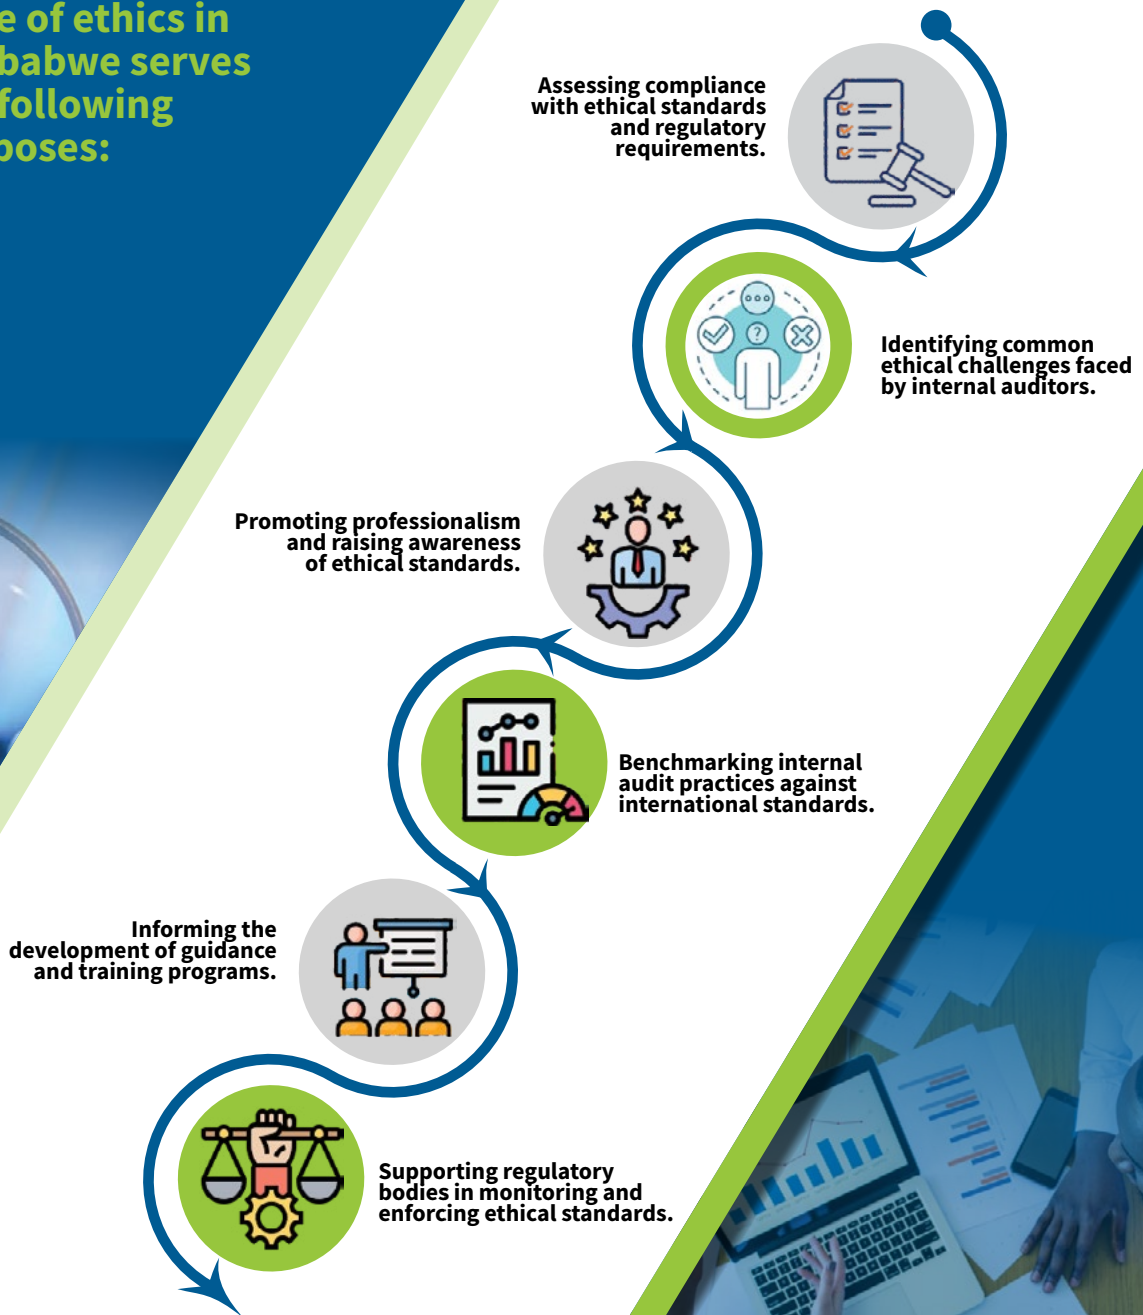 e of ethics in
babwe serves
following
poses:
Assessing compliance
with ethical standards
and regulatory
requirements.
Identifying common
ethical challenges faced
by internal auditors.
Promoting professionalism
and raising awareness
of ethical standards.
Benchmarking internal
audit practices against
international standards.
Informing the
development of guidance
and training programs.
Supporting regulatory
bodies in monitoring and
enforcing ethical standards.